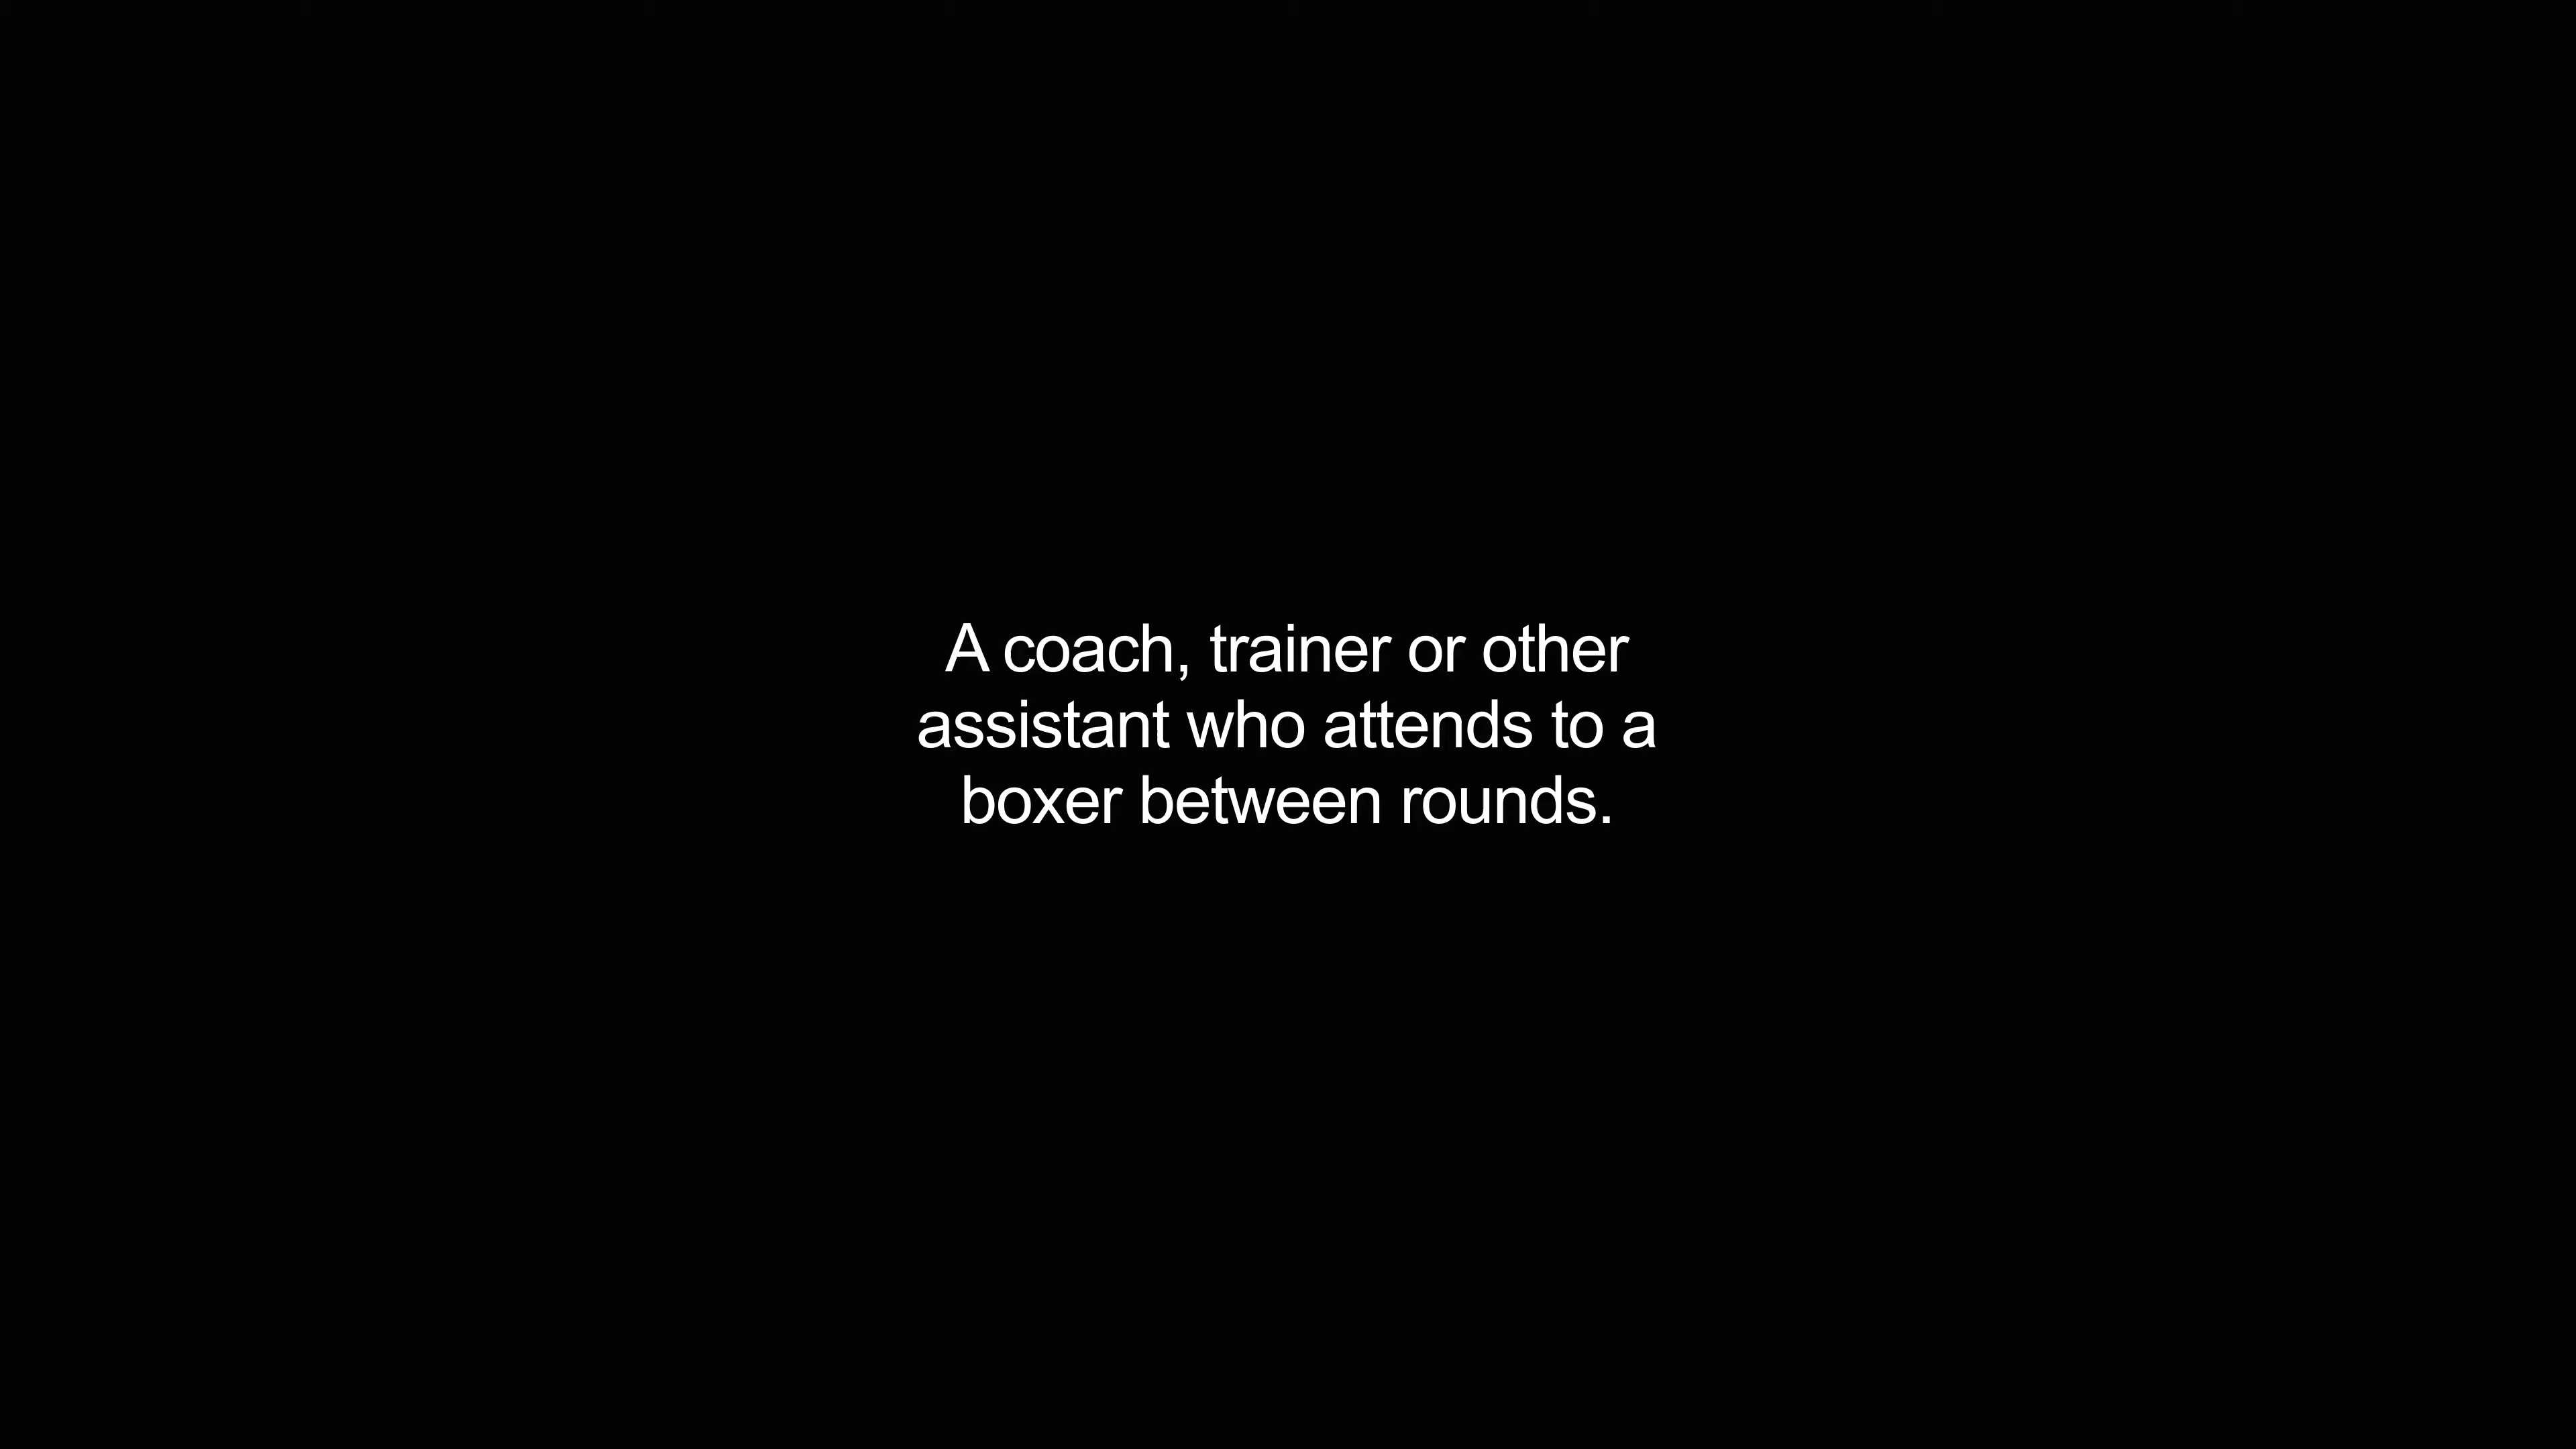 A coach, trainer or other
assistant who attends to a
boxer between rounds.